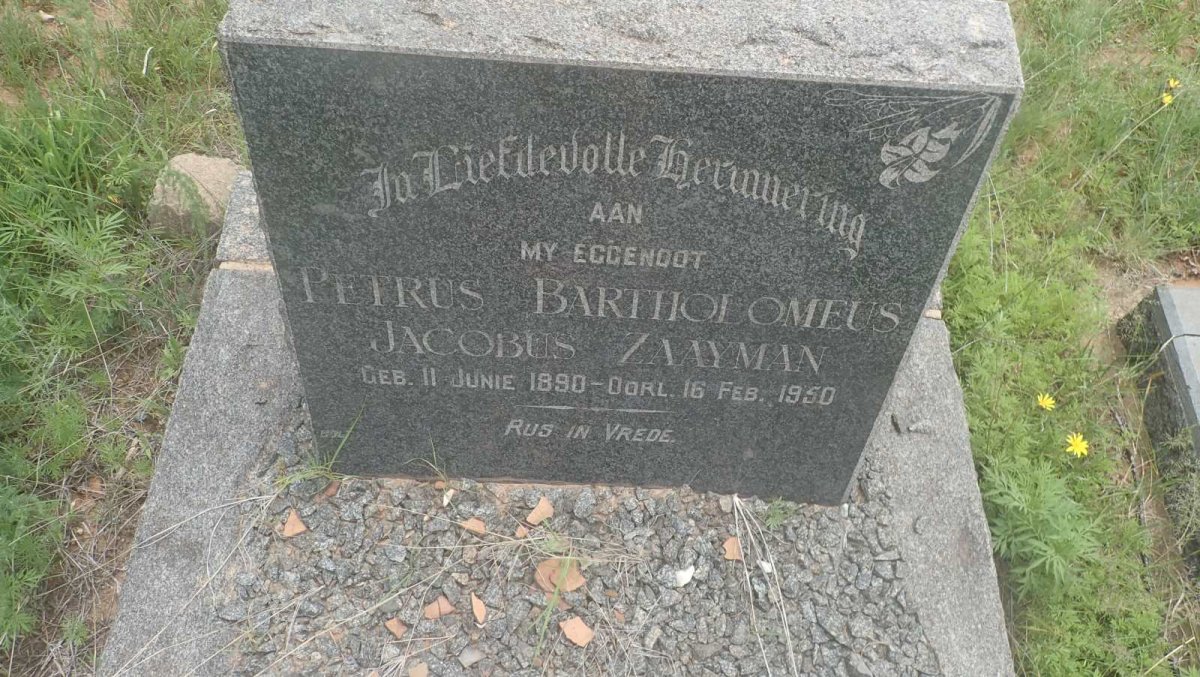 In Liefdevolle Herinnering
AAN
MY EGGENOOT
PETRUS BARTHOLOMEUS
JACOBUS ZAAYMAN
GEB. 11 JUNIE 1890 - OORL. 16 FEB. 1950
RUS IN VREDE.